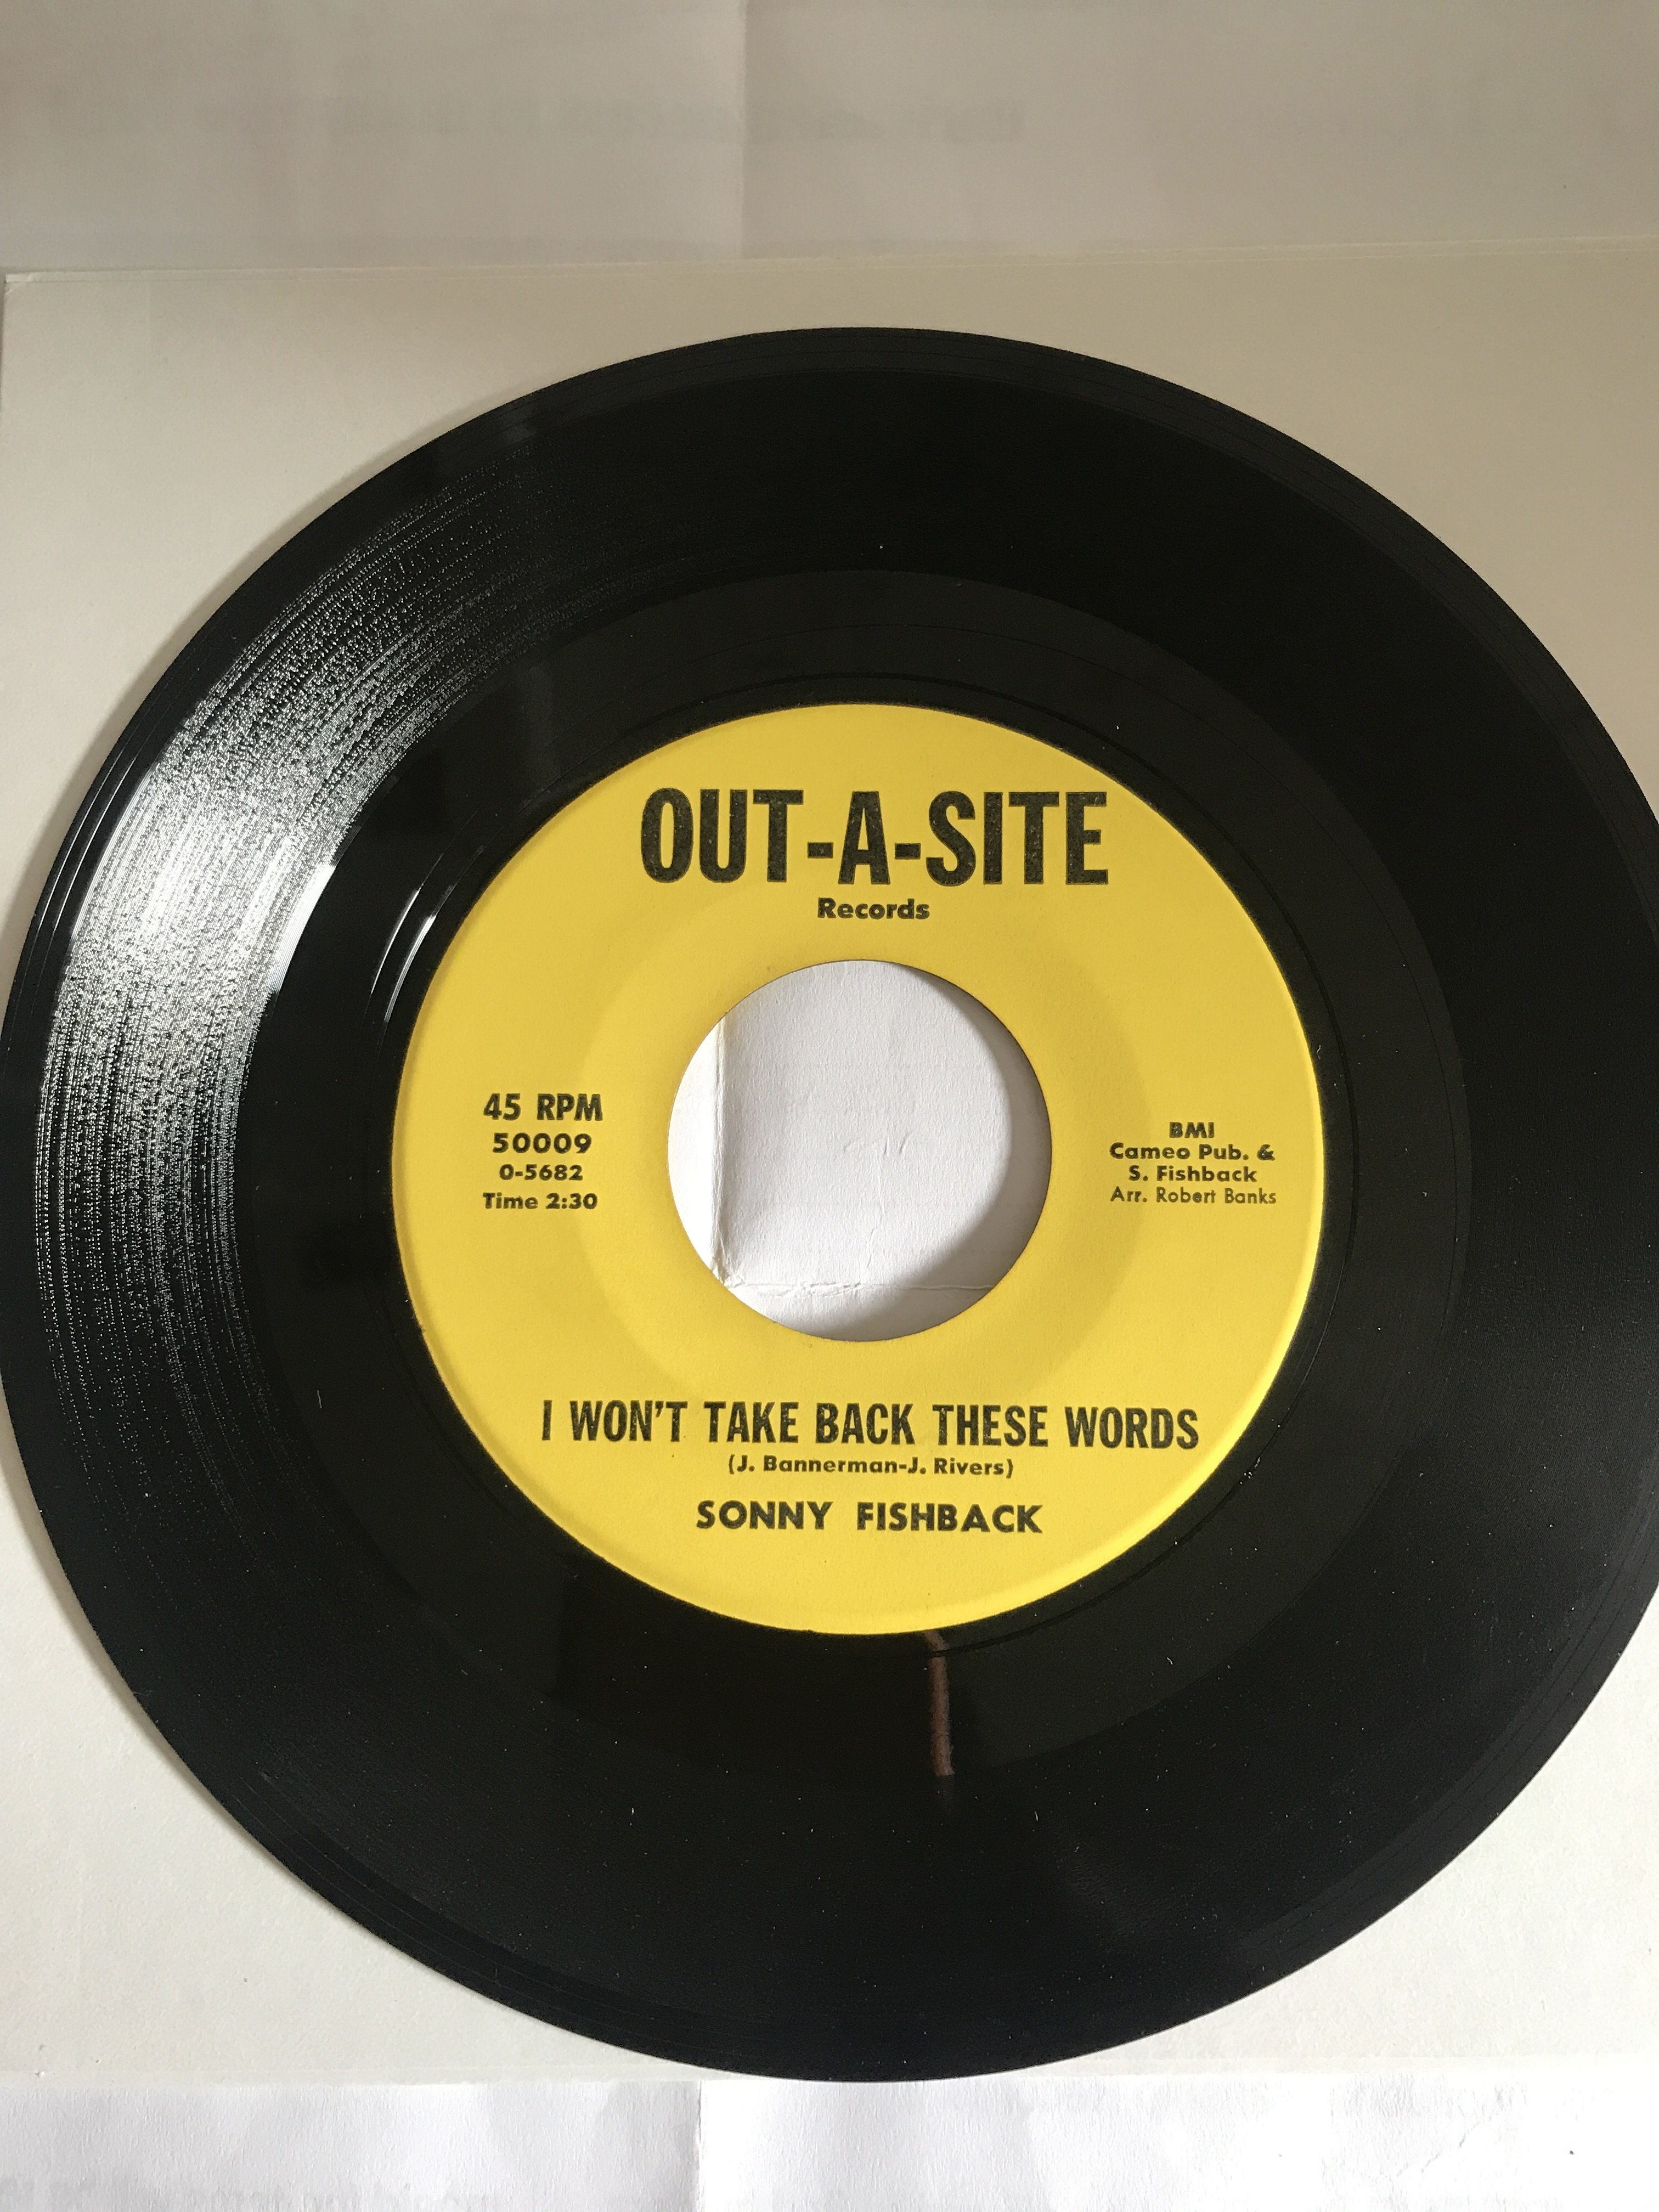 OUT-A-SITE
Records
45 RPM
50009
0-5682
Time 2:30
BMI
Cameo Pub. &
S. Fishback
Arr. Robert Banks
I WON'T TAKE BACK THESE WORDS
(J. Bannerman-J. Rivers)
SONNY FISHBACK